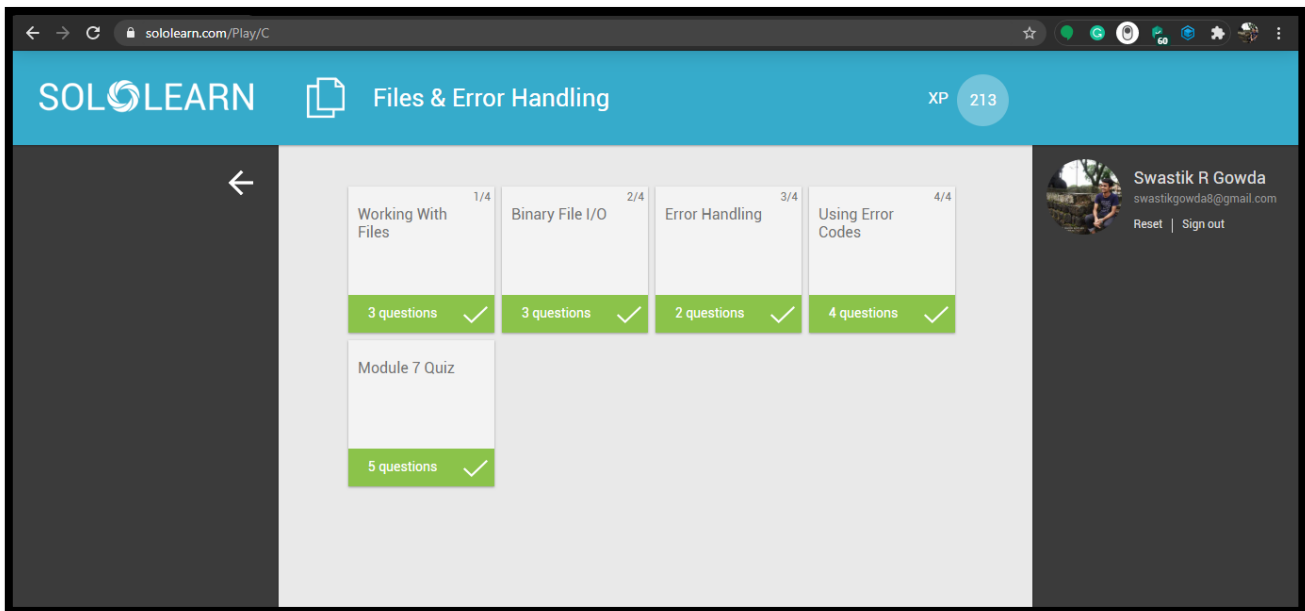 sololearn.com/Play/C
60
SOLOLEARN
Files & Error Handling
XP 213
Swastik R Gowda
swastikgowda8@gmail.com
Reset | Sign out
1/4
Working With
Files
3 questions
2/4
Binary File I/O
3 questions
3/4
Error Handling
2 questions
4/4
Using Error
Codes
4 questions
Module 7 Quiz
5 questions